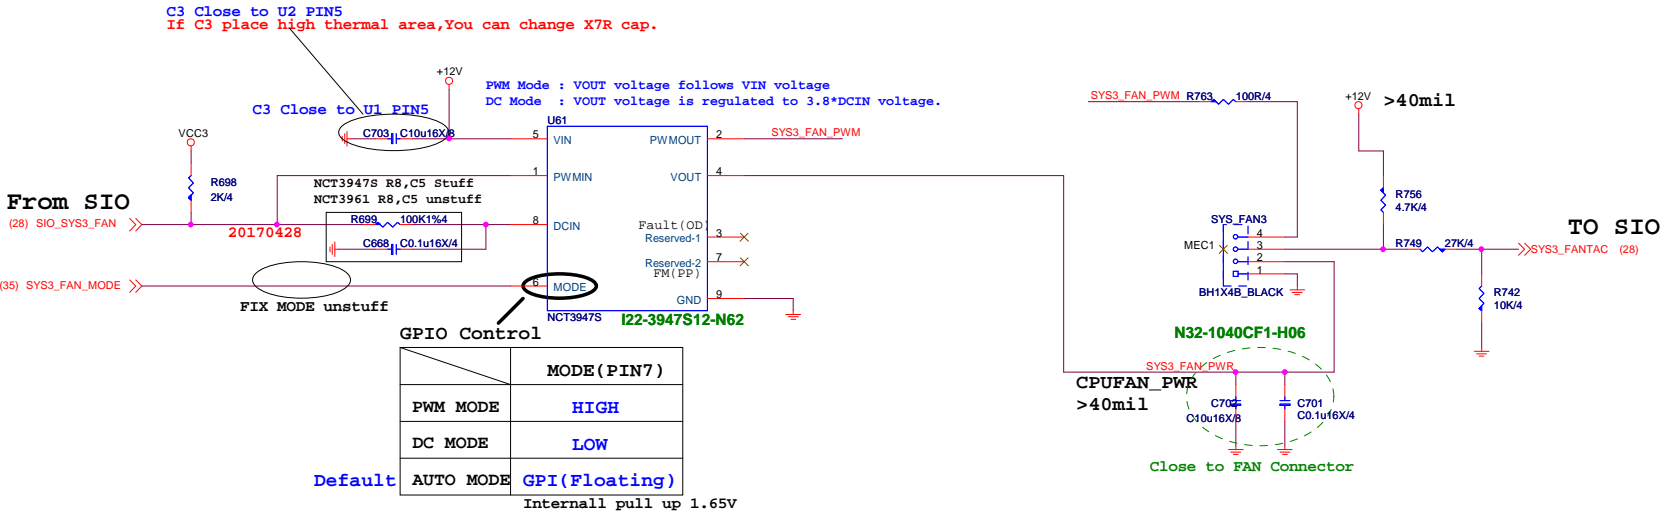 C3 Close to U2 PIN5
If C3 place high thermal area,You can change X7R cap.
+12V
PWM Mode : VOUT voltage follows VIN voltage
DC Mode : VOUT voltage is regulated to 3.8*DCIN voltage.
C3 Close to U1 PIN5
C703 C10u16X/8
VCC3
R698
2K/4
From SIO
(28) SIO_SYS3_FAN
20170428
NCT3947S R8,C5 Stuff
NCT3961 R8,C5 unstuff
R699 100K1%4
C668 C0.1u16X/4
(35) SYS3_FAN_MODE
FIX MODE unstuff
U61
5 VIN
1 PWMIN
8 DCIN
6 MODE
PWMOUT 2
VOUT 4
Fault(OD)
Reserved-1 3
Reserved-2 7
FM(PP)
GND 9
NCT3947S
I22-3947S12-N62
SYS3_FAN_PWM
GPIO Control
MODE(PIN7)
PWM MODE HIGH
DC MODE LOW
Default AUTO MODE GPI(Floating)
Internall pull up 1.65V
SYS3_FAN_PWM R763 100R/4
+12V >40mil
R756
4.7K/4
SYS_FAN3
MEC1
4
3
2
1
BH1X4B_BLACK
N32-1040CF1-H06
R749 27K/4
TO SIO
SYS3_FANTAC (28)
R742
10K/4
SYS3_FAN_PWR
CPUFAN_PWR
>40mil
C702
C10u16X/8
C701
C0.1u16X/4
Close to FAN Connector